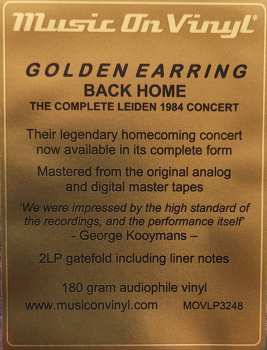 Music On Vinyl®
GOLDEN EARRING
BACK HOME
THE COMPLETE LEIDEN 1984 CONCERT
Their legendary homecoming concert
now available in its complete form
Mastered from the original analog
and digital master tapes
'We were impressed by the high standard of
the recordings, and the performance itself'
- George Kooymans –
2LP gatefold including liner notes
180 gram audiophile vinyl
www.musiconvinyl.com MOVLP3248